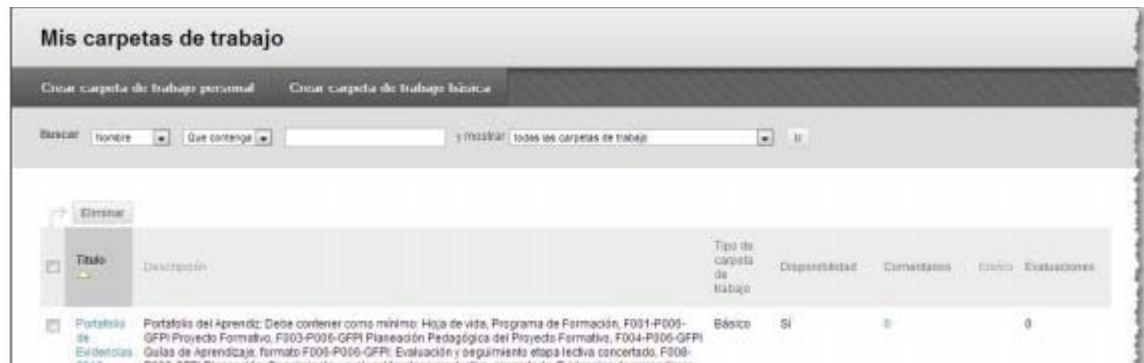 Mis carpetas de trabajo
Crear carpeta de trabajo personal Crear carpeta de trabajo básica
Buscar Nombre Que contenga y mostrar todas las carpetas de trabajo Ir
Eliminar
Título Descripción Tipo de carpeta de trabajo Disponibilidad Comentarios Envíos Evaluaciones
Portafolio de Evidencias
Portafolio del Aprendiz: Debe contener como mínimo: Hoja de vida, Programa de Formación, F001-P006-
GFPI Proyecto Formativo, F003-P006-GFPI Planeación Pedagógica del Proyecto Formativo, F004-P006-GFPI
Guías de Aprendizaje, formato F006-P006-GFPI: Evaluación y seguimiento etapa lectiva concertado, F008-
Básico Sí 0 0